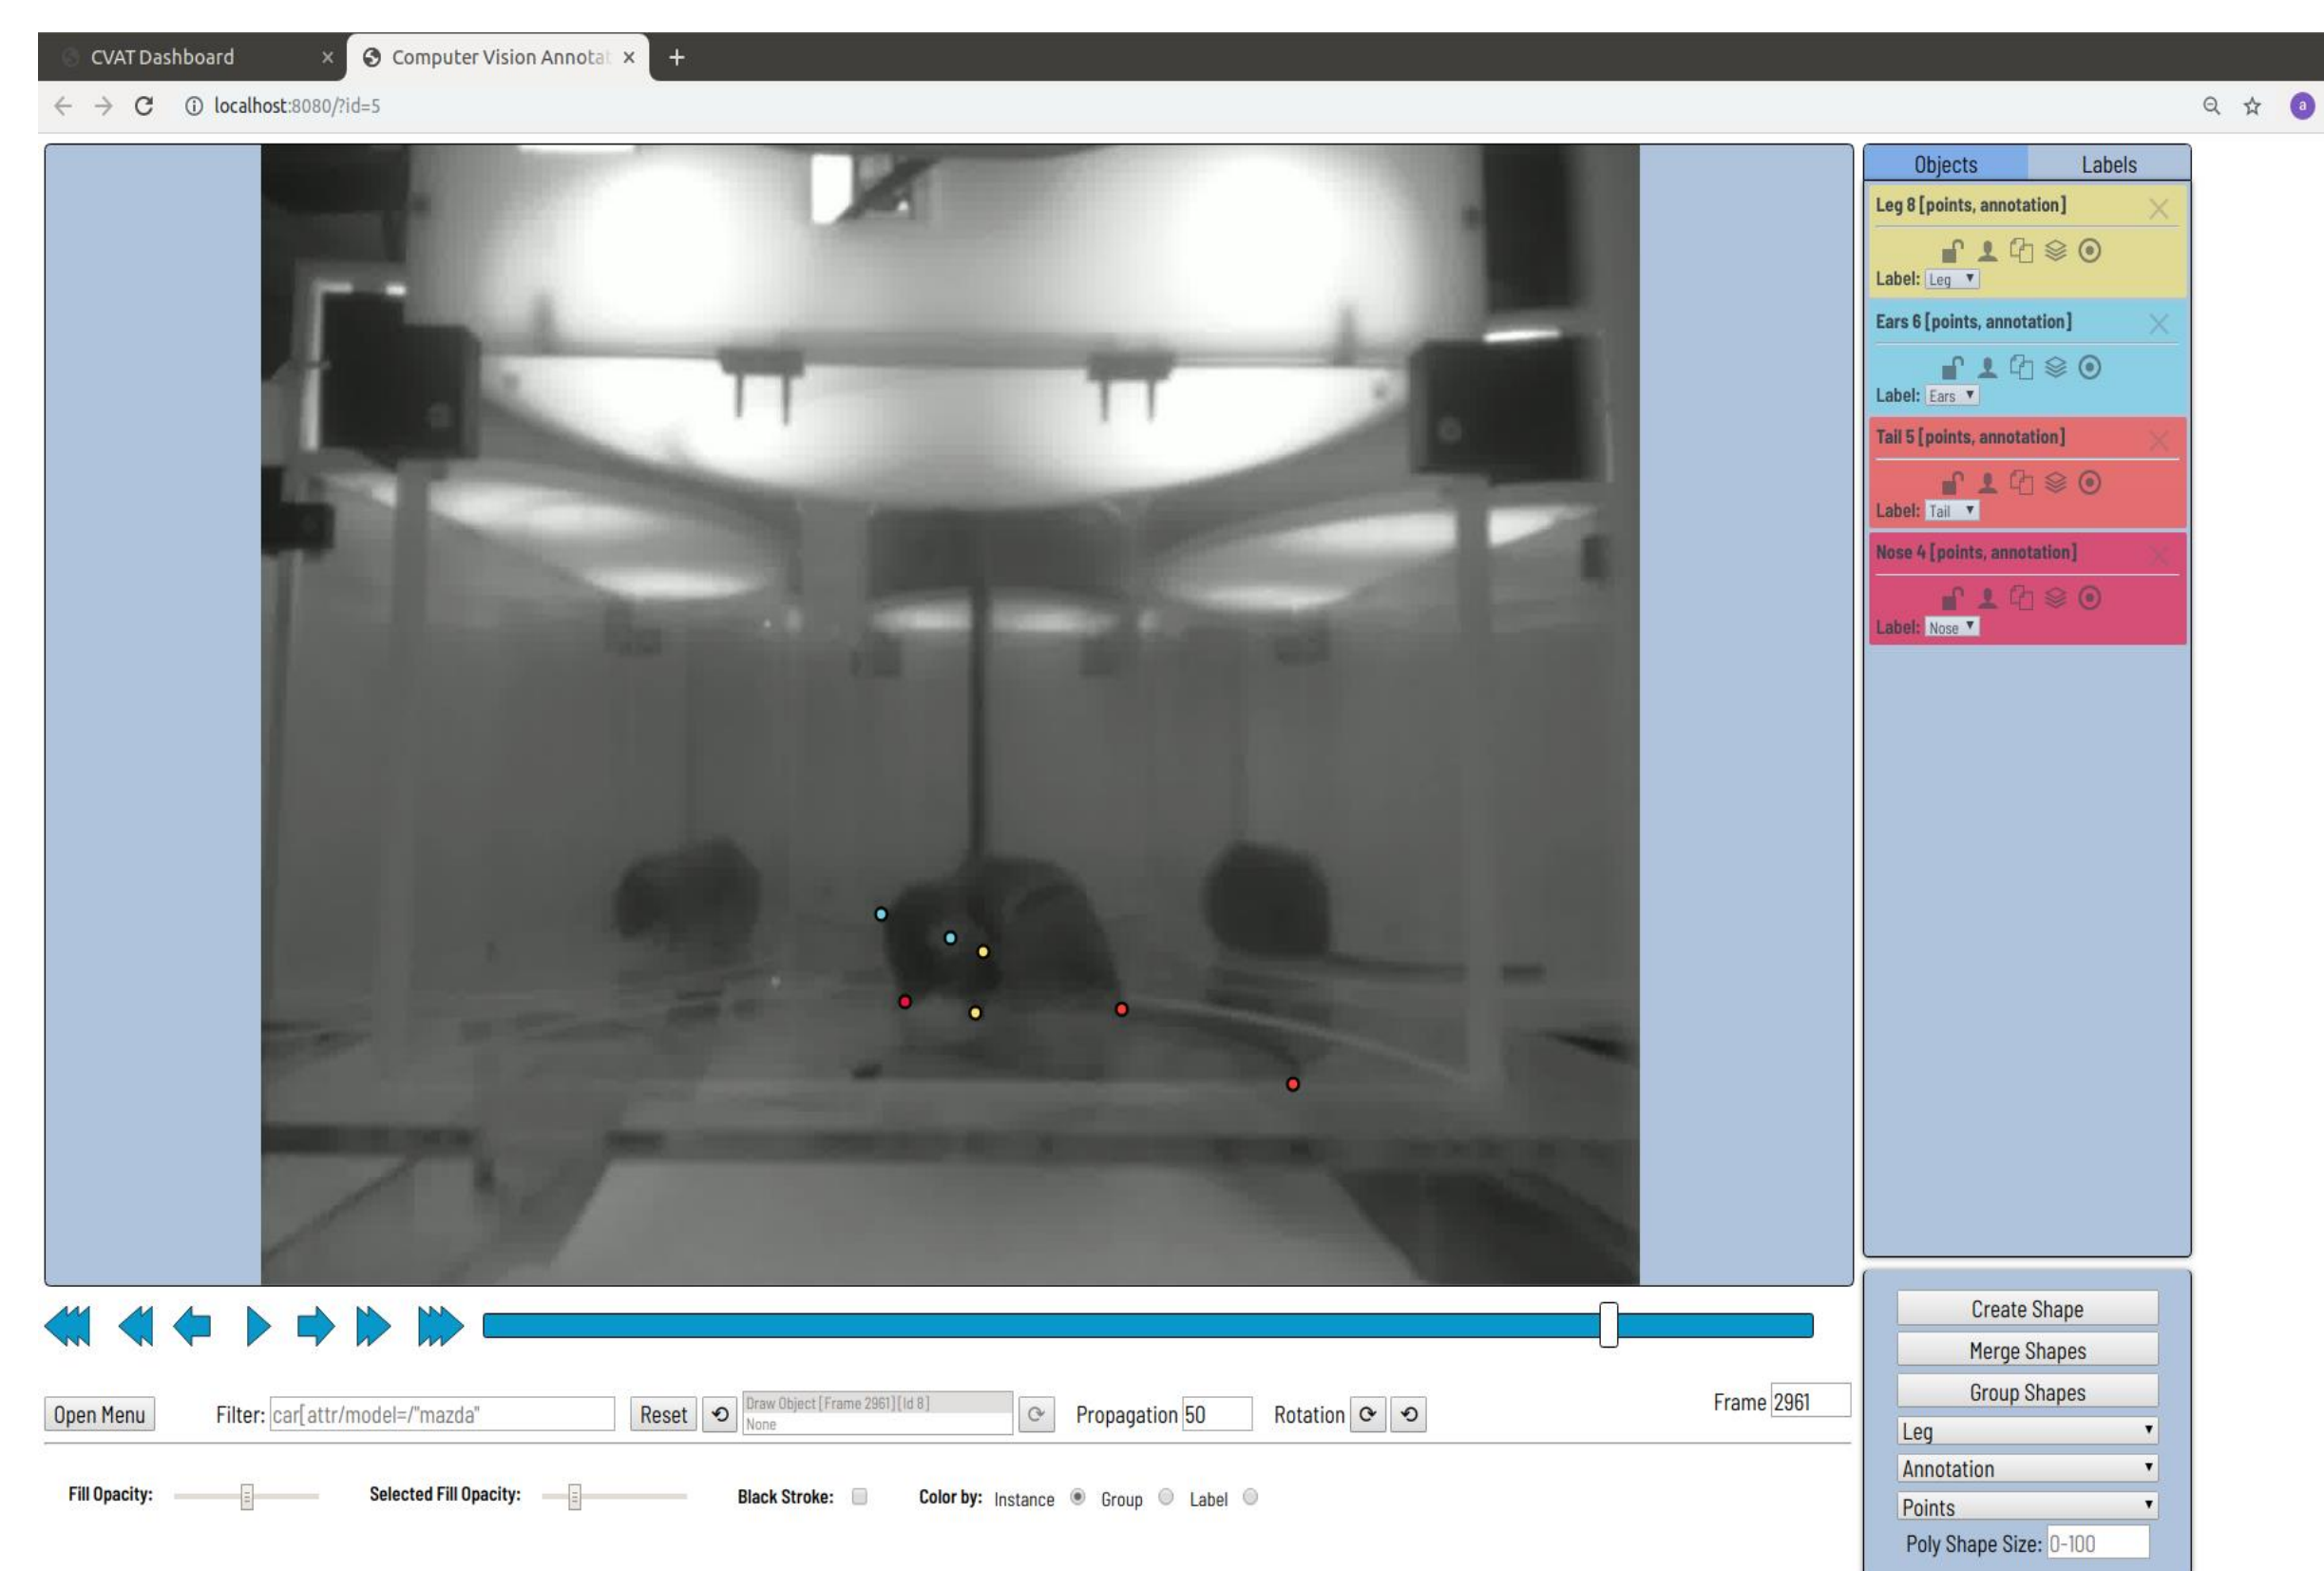 CVAT Dashboard
Computer Vision Annotat
localhost:8080/?id=5
a
Objects Labels
Leg 8 [points, annotation]
Label: Leg
Ears 6 [points, annotation]
Label: Ears
Tail 5 [points, annotation]
Label: Tail
Nose 4 [points, annotation]
Label: Nose
Create Shape
Merge Shapes
Group Shapes
Leg
Annotation
Points
Poly Shape Size: 0-100
Open Menu Filter: car[attr/model=/"mazda" Reset
Draw Object [Frame 2961] [Id 8]
None
Propagation 50 Rotation Frame 2961
Fill Opacity: Selected Fill Opacity: Black Stroke: Color by: Instance Group Label